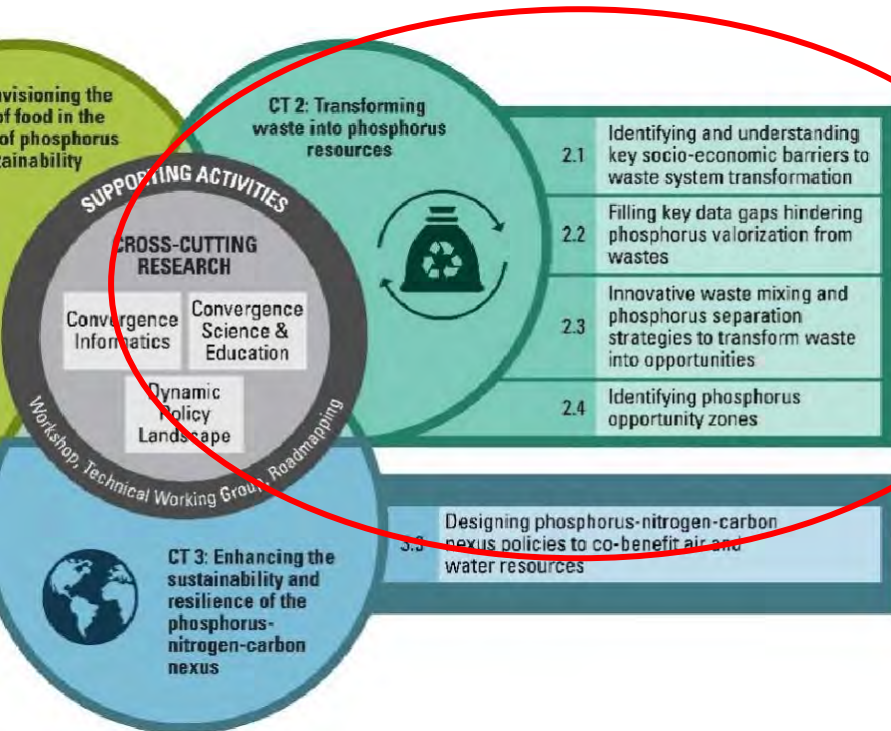 of food in the
of phosphorus
CT 2: Transforming
waste into phosphorus
resources
SUPPORTING ACTIVITIES
CROSS-CUTTING
RESEARCH
Convergence
Informatics
Convergence
Science &
Education
Dynamic
Policy
Landscape
Workshop, Technical Working Group, Roadmapping
2.1
Identifying and understanding
key socio-economic barriers to
waste system transformation
2.2
Filling key data gaps hindering
phosphorus valorization from
wastes
2.3
Innovative waste mixing and
phosphorus separation
strategies to transform waste
into opportunities
2.4
Identifying phosphorus
opportunity zones
CT 3: Enhancing the
sustainability and
resilience of the
phosphorus-
nitrogen-carbon
nexus
3.3
Designing phosphorus-nitrogen-carbon
nexus policies to co-benefit air and
water resources